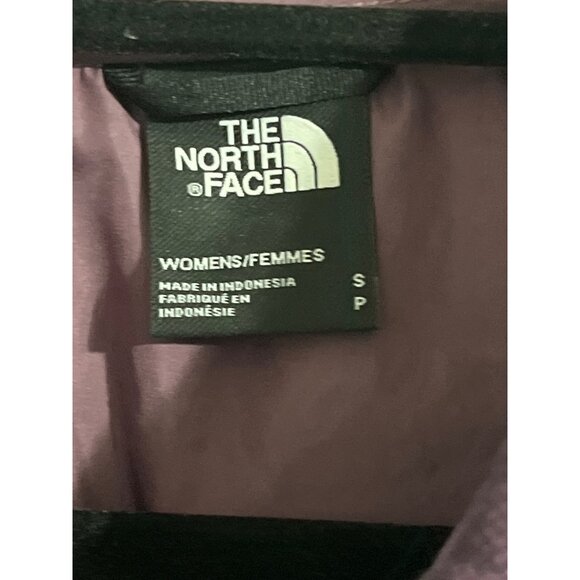 THE
NORTH
® FACE
WOMENS/FEMMES
MADE IN INDONESIA
FABRIQUÉ EN
INDONÉSIE
S
P